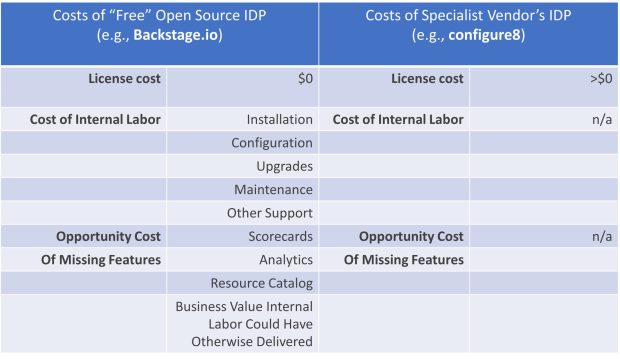 Costs of “Free” Open Source IDP
(e.g., Backstage.io)
Costs of Specialist Vendor’s IDP
(e.g., configure8)
License cost
$0
License cost
>$0
Cost of Internal Labor
Installation
Cost of Internal Labor
n/a
Configuration
Upgrades
Maintenance
Other Support
Opportunity Cost
Scorecards
Opportunity Cost
n/a
Of Missing Features
Analytics
Of Missing Features
Resource Catalog
Business Value Internal
Labor Could Have
Otherwise Delivered